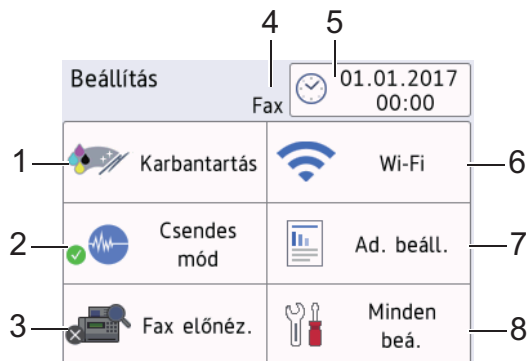 4 5
Beállítás
Fax
01.01.2017
00:00
1
Karbantartás
Wi-Fi
6
2
Csendes
mód
Ad. beáll.
7
3
Fax előnéz.
Minden
beá.
8